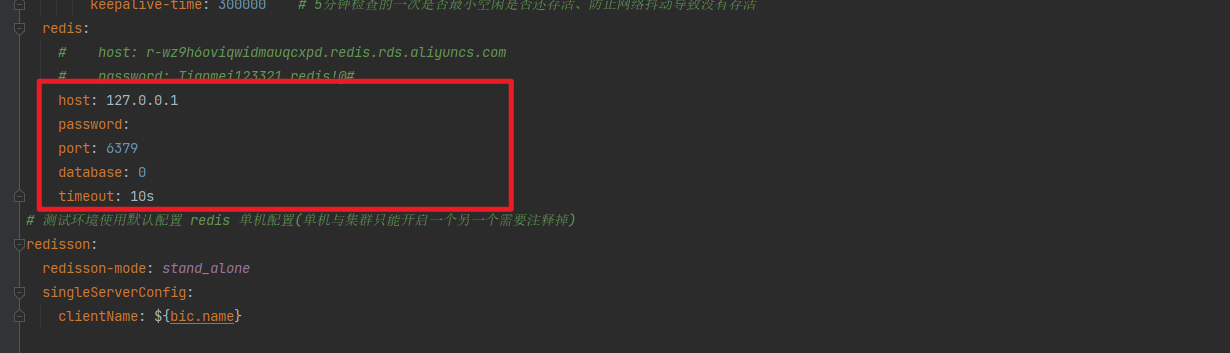 keepalive-time: 300000 # 5分钟检查的一次是否最小空闲是否还存活、防止网络抖动导致没有存活
redis:
# host: r-wz9h6oviqwidmauqcxpd.redis.rds.aliyuncs.com
# password: Tianmei123321 redis!@#
host: 127.0.0.1
password:
port: 6379
database: 0
timeout: 10s
# 测试环境使用默认配置 redis 单机配置(单机与集群只能开启一个另一个需要注释掉)
redisson:
redisson-mode: stand_alone
singleServerConfig:
clientName: ${bic.name}